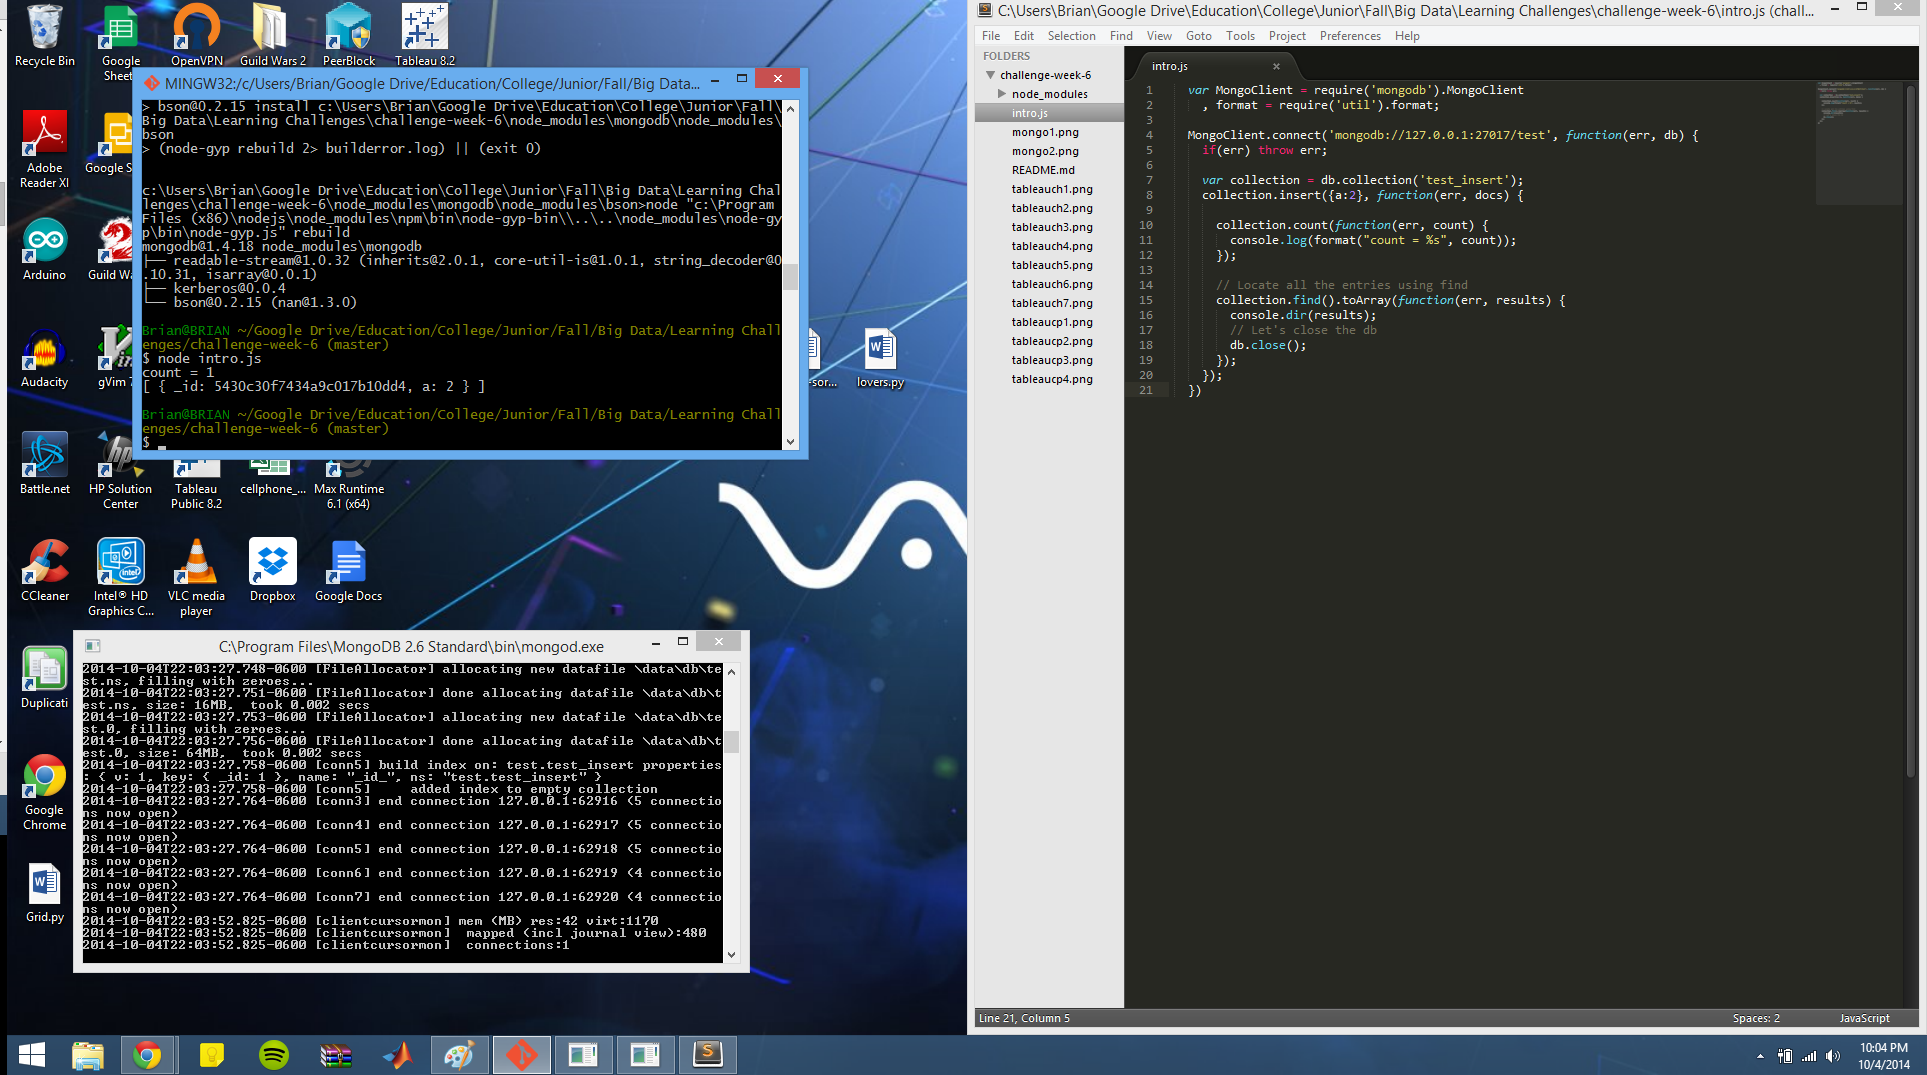 Recycle Bin
Google
Sheet
OpenVPN
Guild Wars 2
PeerBlock
Tableau 8.2
Adobe
Reader XI
Google S
Arduino
Guild Wa
Audacity
gVim 7
lovers.py
Battle.net
HP Solution
Center
Tableau
Public 8.2
cellphone_...
Max Runtime
6.1 (x64)
CCleaner
Intel® HD
Graphics C...
VLC media
player
Dropbox
Google Docs
Duplicati
Google
Chrome
Grid.py
MINGW32:/c/Users/Brian/Google Drive/Education/College/Junior/Fall/Big Data...
> bson@0.2.15 install c:\Users\Brian\Google Drive\Education\College\Junior\Fall\
Big Data\Learning Challenges\challenge-week-6\node_modules\mongodb\node_modules\
bson
> (node-gyp rebuild 2> builderror.log) || (exit 0)
c:\Users\Brian\Google Drive\Education\College\Junior\Fall\Big Data\Learning Chal
lenges\challenge-week-6\node_modules\mongodb\node_modules\bson>node "c:\Program
Files (x86)\nodejs\node_modules\npm\bin\node-gyp-bin\\..\..\node_modules\node-gy
p\bin\node-gyp.js" rebuild
mongodb@1.4.18 node_modules\mongodb
├── readable-stream@1.0.32 (inherits@2.0.1, core-util-is@1.0.1, string_decoder@0
.10.31, isarray@0.0.1)
├── kerberos@0.0.4
└── bson@0.2.15 (nan@1.3.0)
Brian@BRIAN ~/Google Drive/Education/College/Junior/Fall/Big Data/Learning Chall
enges/challenge-week-6 (master)
$ node intro.js
count = 1
[ { _id: 5430c30f7434a9c017b10dd4, a: 2 } ]
Brian@BRIAN ~/Google Drive/Education/College/Junior/Fall/Big Data/Learning Chall
enges/challenge-week-6 (master)
$
C:\Program Files\MongoDB 2.6 Standard\bin\mongod.exe
2014-10-04T22:03:27.748-0600 [FileAllocator] allocating new datafile \data\db\te
st.ns, filling with zeroes...
2014-10-04T22:03:27.751-0600 [FileAllocator] done allocating datafile \data\db\t
est.ns, size: 16MB,  took 0.002 secs
2014-10-04T22:03:27.753-0600 [FileAllocator] allocating new datafile \data\db\te
st.0, filling with zeroes...
2014-10-04T22:03:27.756-0600 [FileAllocator] done allocating datafile \data\db\t
est.0, size: 64MB,  took 0.002 secs
2014-10-04T22:03:27.758-0600 [conn5] build index on: test.test_insert properties
: { v: 1, key: { _id: 1 }, name: "_id_", ns: "test.test_insert" }
2014-10-04T22:03:27.758-0600 [conn5]     added index to empty collection
2014-10-04T22:03:27.764-0600 [conn3] end connection 127.0.0.1:62916 (5 connectio
ns now open)
2014-10-04T22:03:27.764-0600 [conn4] end connection 127.0.0.1:62917 (5 connectio
ns now open)
2014-10-04T22:03:27.764-0600 [conn5] end connection 127.0.0.1:62918 (5 connectio
ns now open)
2014-10-04T22:03:27.764-0600 [conn6] end connection 127.0.0.1:62919 (4 connectio
ns now open)
2014-10-04T22:03:27.764-0600 [conn7] end connection 127.0.0.1:62920 (4 connectio
ns now open)
2014-10-04T22:03:52.825-0600 [clientcursormon] mem (MB) res:42 virt:1170
2014-10-04T22:03:52.825-0600 [clientcursormon]  mapped (incl journal view):480
2014-10-04T22:03:52.825-0600 [clientcursormon]  connections:1
C:\Users\Brian\Google Drive\Education\College\Junior\Fall\Big Data\Learning Challenges\challenge-week-6\intro.js (chall...
File Edit Selection Find View Goto Tools Project Preferences Help
FOLDERS
challenge-week-6
node_modules
intro.js
mongo1.png
mongo2.png
README.md
tableauch1.png
tableauch2.png
tableauch3.png
tableauch4.png
tableauch5.png
tableauch6.png
tableauch7.png
tableaucp1.png
tableaucp2.png
tableaucp3.png
tableaucp4.png
intro.js
1 var MongoClient = require('mongodb').MongoClient
2   , format = require('util').format;
3
4 MongoClient.connect('mongodb://127.0.0.1:27017/test', function(err, db) {
5   if(err) throw err;
6
7   var collection = db.collection('test_insert');
8   collection.insert({a:2}, function(err, docs) {
9
10     collection.count(function(err, count) {
11       console.log(format("count = %s", count));
12     });
13
14     // Locate all the entries using find
15     collection.find().toArray(function(err, results) {
16       console.dir(results);
17       // Let's close the db
18       db.close();
19     });
20   });
21 })
Line 21, Column 5
Spaces: 2
JavaScript
10:04 PM
10/4/2014